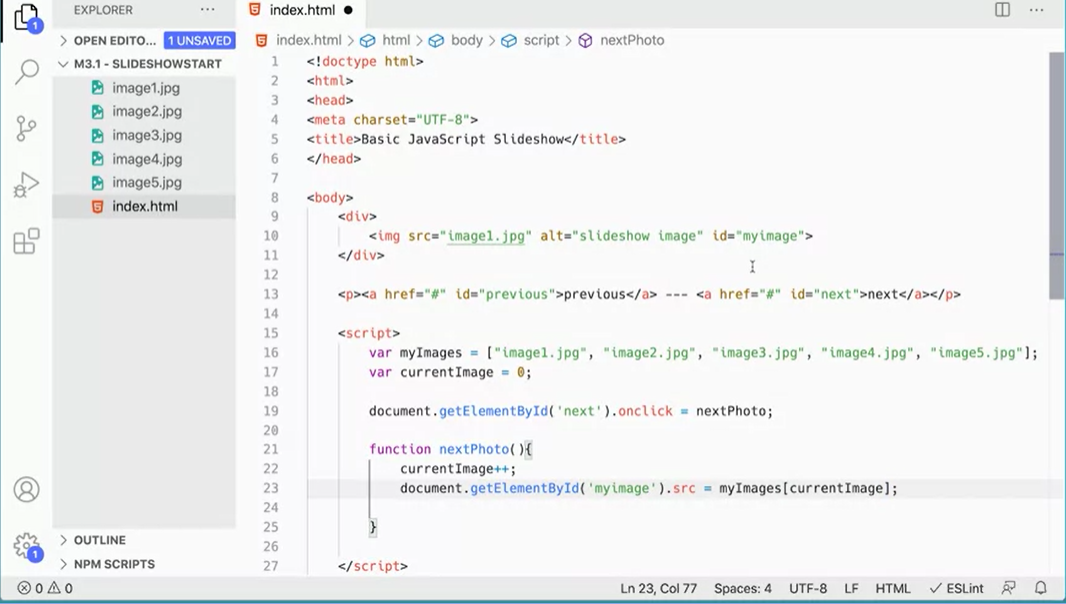 EXPLORER ...
index.html ●
...
1
> OPEN EDITO... 1 UNSAVED
index.html > html > body > script > nextPhoto
M3.1 - SLIDESHOWSTART
image1.jpg
image2.jpg
image3.jpg
image4.jpg
image5.jpg
index.html
1 <!doctype html>
2 <html>
3 <head>
4 <meta charset="UTF-8">
5 <title>Basic JavaScript Slideshow</title>
6 </head>
7
8 <body>
9 <div>
10 <img src="image1.jpg" alt="slideshow image" id="myimage">
11 </div>
12
13 <p><a href="#" id="previous">previous</a> --- <a href="#" id="next">next</a></p>
14
15 <script>
16 var myImages = ["image1.jpg", "image2.jpg", "image3.jpg", "image4.jpg", "image5.jpg"];
17 var currentImage = 0;
18
19 document.getElementById('next').onclick = nextPhoto;
20
21 function nextPhoto(){
22 currentImage++;
23 document.getElementById('myimage').src = myImages[currentImage];
24
25 }
26
27 </script>
> OUTLINE
1
> NPM SCRIPTS
0 0
Ln 23, Col 77 Spaces: 4 UTF-8 LF HTML ESLint